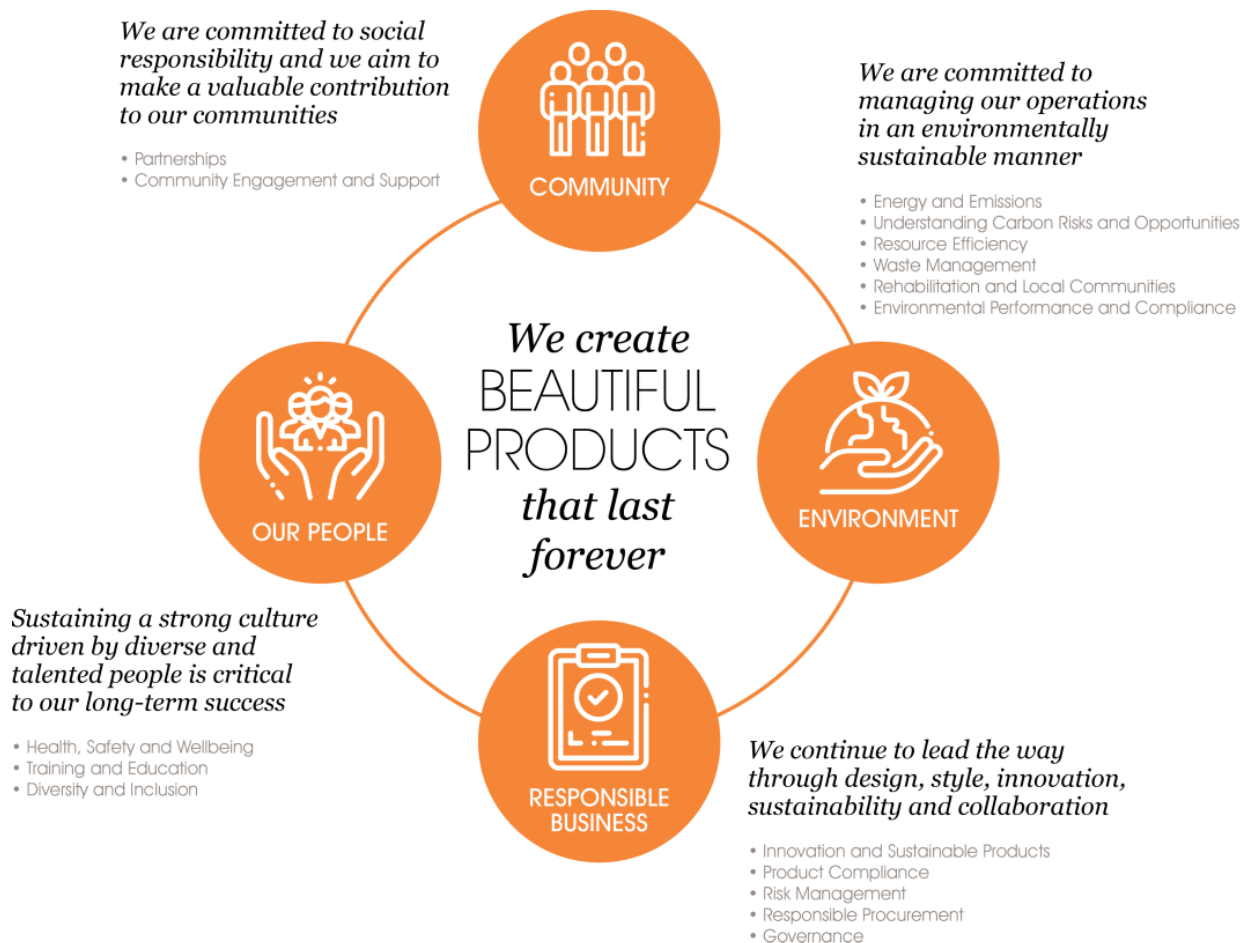 We are committed to social
responsibility and we aim to
make a valuable contribution
to our communities
• Partnerships
• Community Engagement and Support
COMMUNITY
We are committed to
managing our operations
in an environmentally
sustainable manner
• Energy and Emissions
• Understanding Carbon Risks and Opportunities
• Resource Efficiency
• Waste Management
• Rehabilitation and Local Communities
• Environmental Performance and Compliance
We create
BEAUTIFUL
PRODUCTS
that last
forever
OUR PEOPLE
ENVIRONMENT
Sustaining a strong culture
driven by diverse and
talented people is critical
to our long-term success
• Health, Safety and Wellbeing
• Training and Education
• Diversity and Inclusion
RESPONSIBLE
BUSINESS
We continue to lead the way
through design, style, innovation,
sustainability and collaboration
• Innovation and Sustainable Products
• Product Compliance
• Risk Management
• Responsible Procurement
• Governance